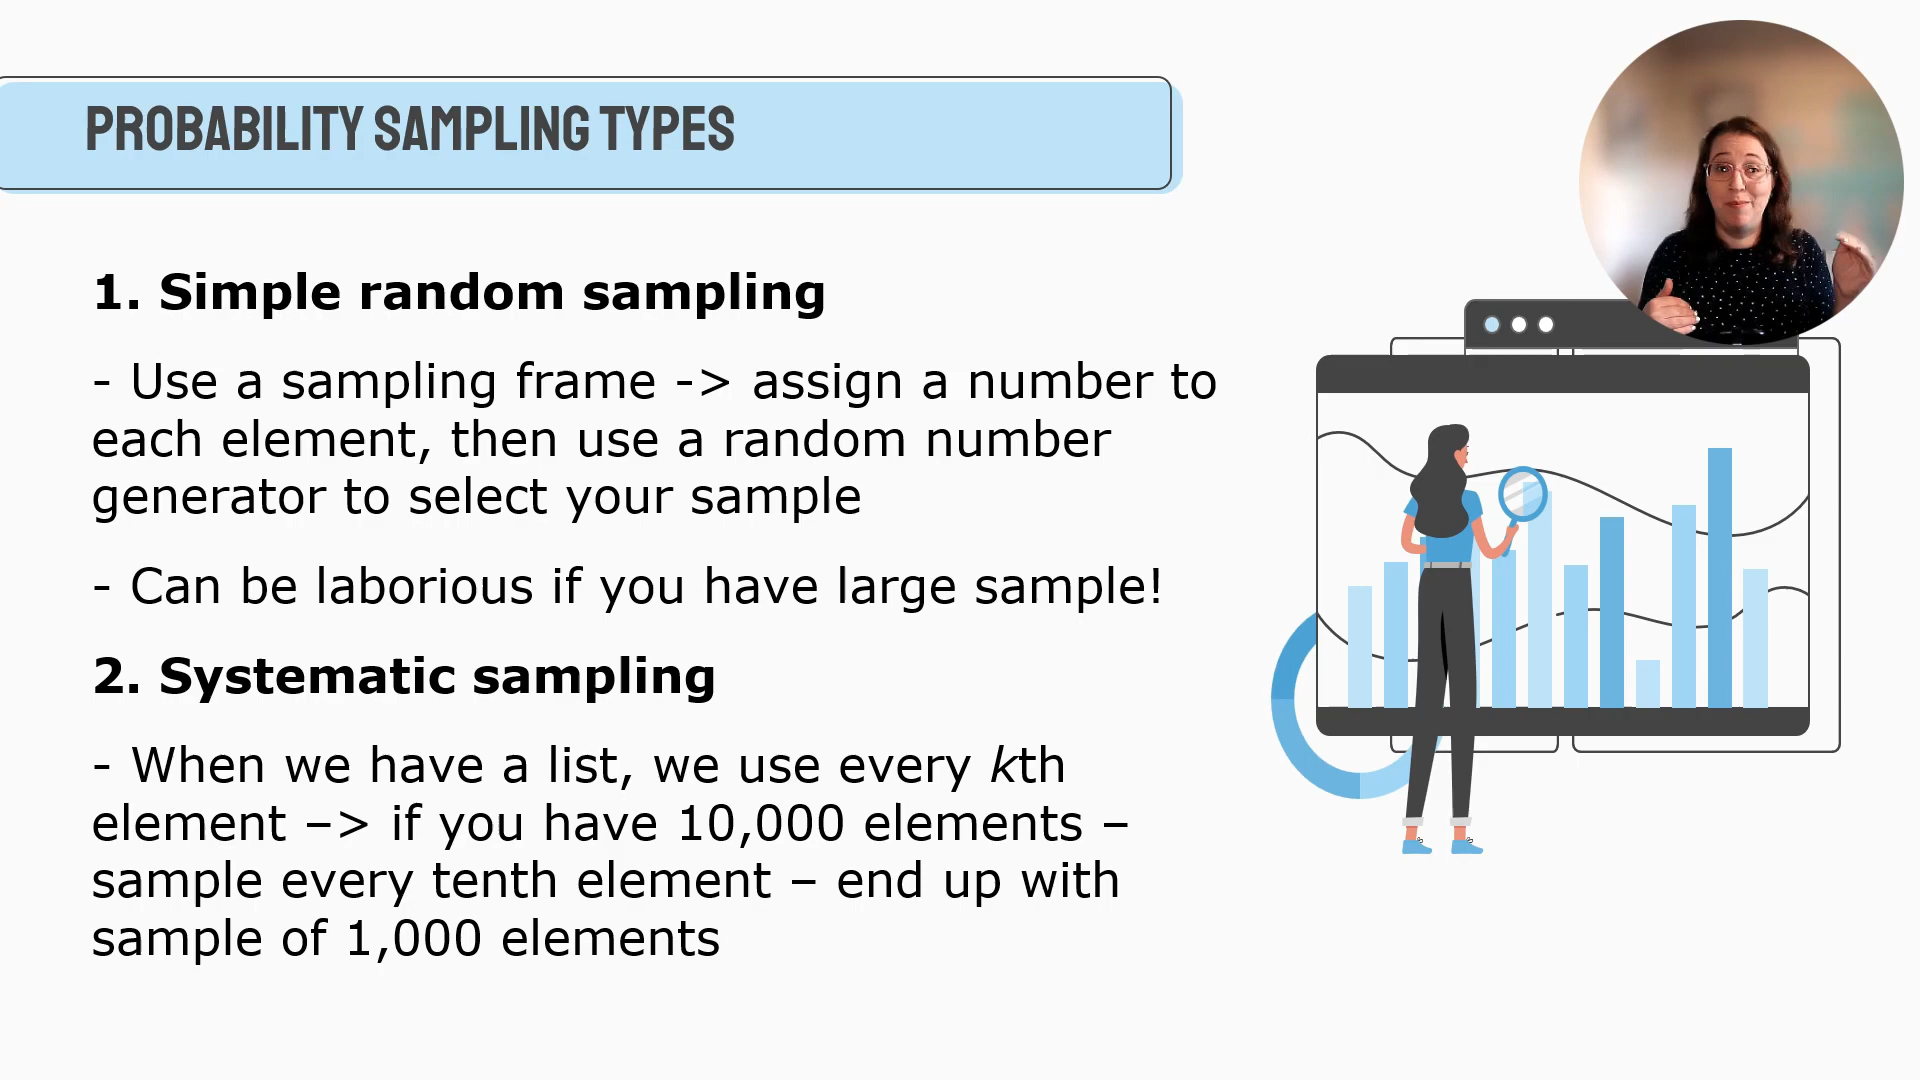 PROBABILITY SAMPLING TYPES
1. Simple random sampling
- Use a sampling frame -> assign a number to
each element, then use a random number
generator to select your sample
- Can be laborious if you have large sample!
2. Systematic sampling
- When we have a list, we use every kth
element –> if you have 10,000 elements –
sample every tenth element – end up with
sample of 1,000 elements